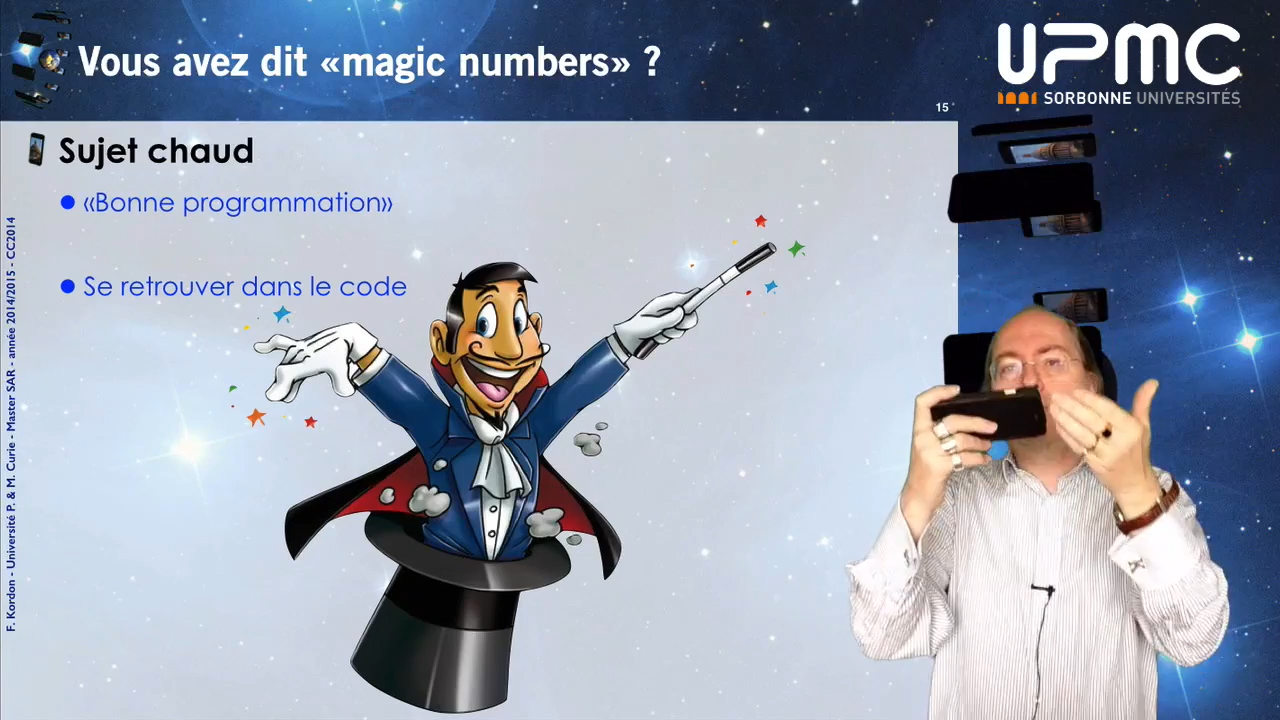 Vous avez dit «magic numbers» ?
UPMC
SORBONNE UNIVERSITÉS
15
Sujet chaud
«Bonne programmation»
Se retrouver dans le code
F. Kordon - Université P. & M. Curie - Master SAR - année 2014/2015 - CC2014